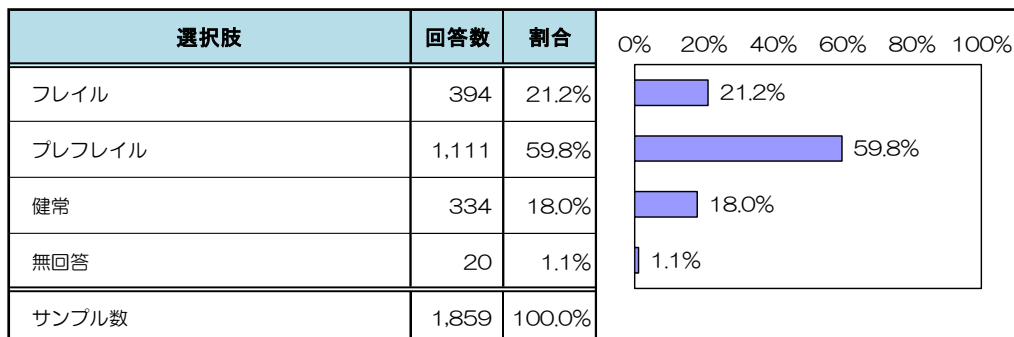 選択肢 回答数 割合
フレイル 394 21.2%
プレフレイル 1,111 59.8%
健常 334 18.0%
無回答 20 1.1%
サンプル数 1,859 100.0%
0% 20% 40% 60% 80% 100%
21.2%
59.8%
18.0%
1.1%